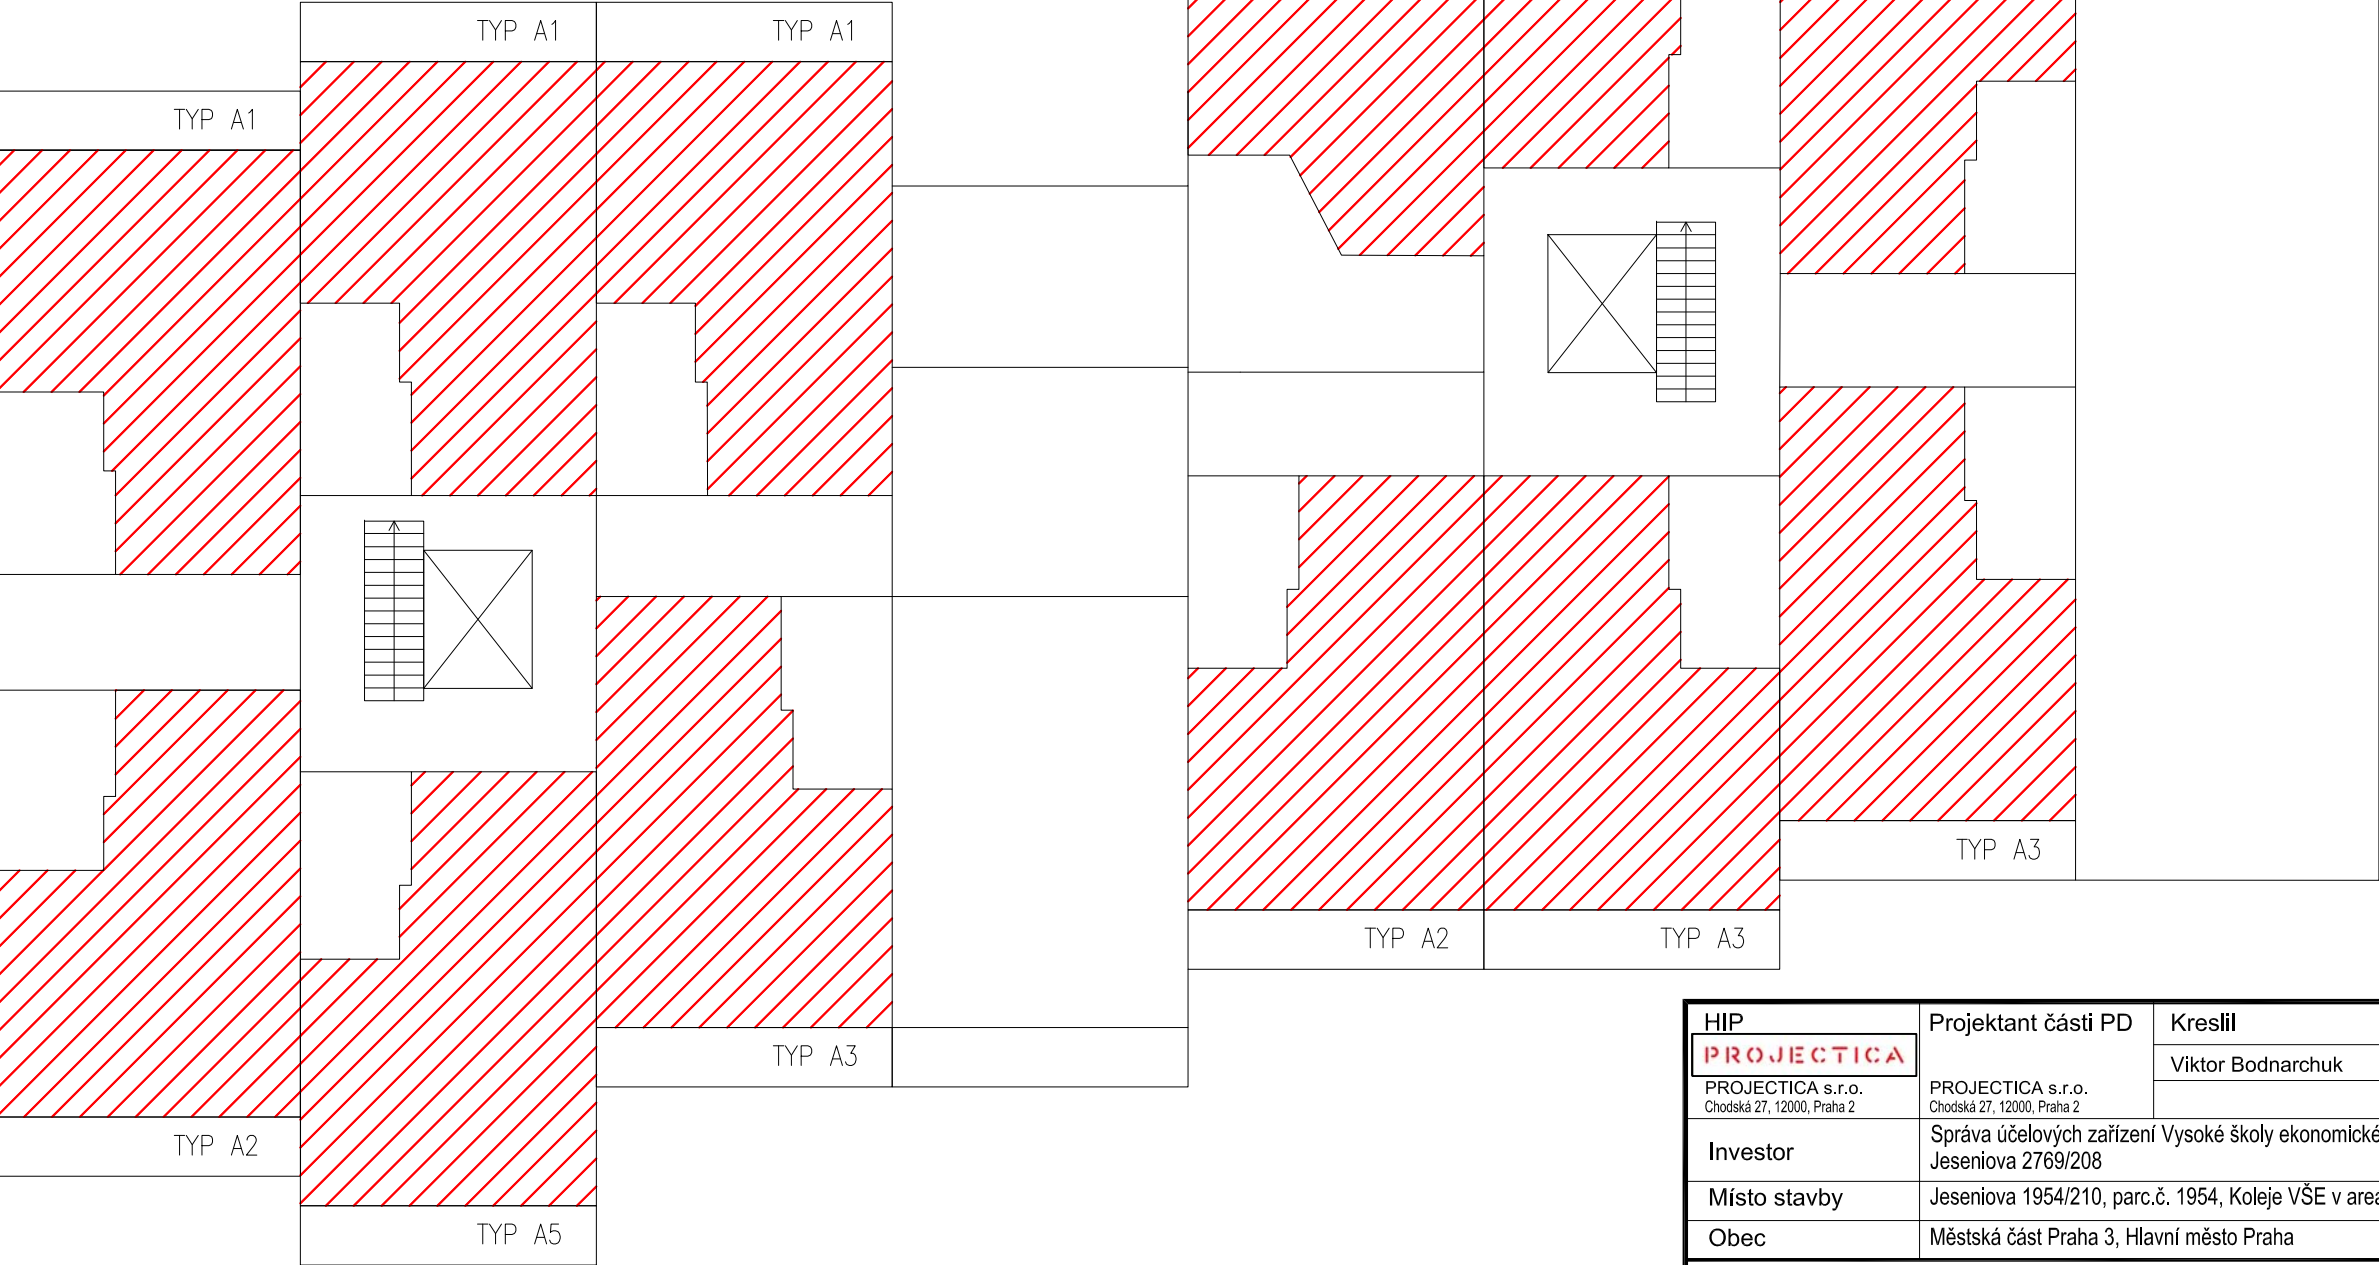 TYP A1
TYP A1
TYP A1
TYP A3
TYP A2
TYP A3
TYP A3
TYP A2
TYP A5
HIP
PROJECTICA
PROJECTICA s.r.o.
Chodská 27, 12000, Praha 2
Projektant části PD
PROJECTICA s.r.o.
Chodská 27, 12000, Praha 2
Kreslil
Viktor Bodnarchuk
Investor
Správa účelových zařízení Vysoké školy ekonomické
Jeseniova 2769/208
Místo stavby
Jeseniova 1954/210, parc.č. 1954, Koleje VŠE v area
Obec
Městská část Praha 3, Hlavní město Praha